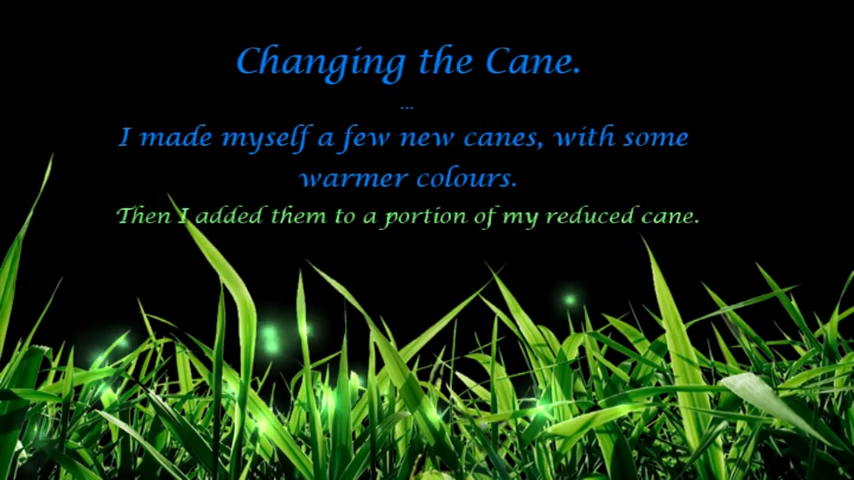 Changing the Cane.
...
I made myself a few new canes, with some
warmer colours.
Then I added them to a portion of my reduced cane.